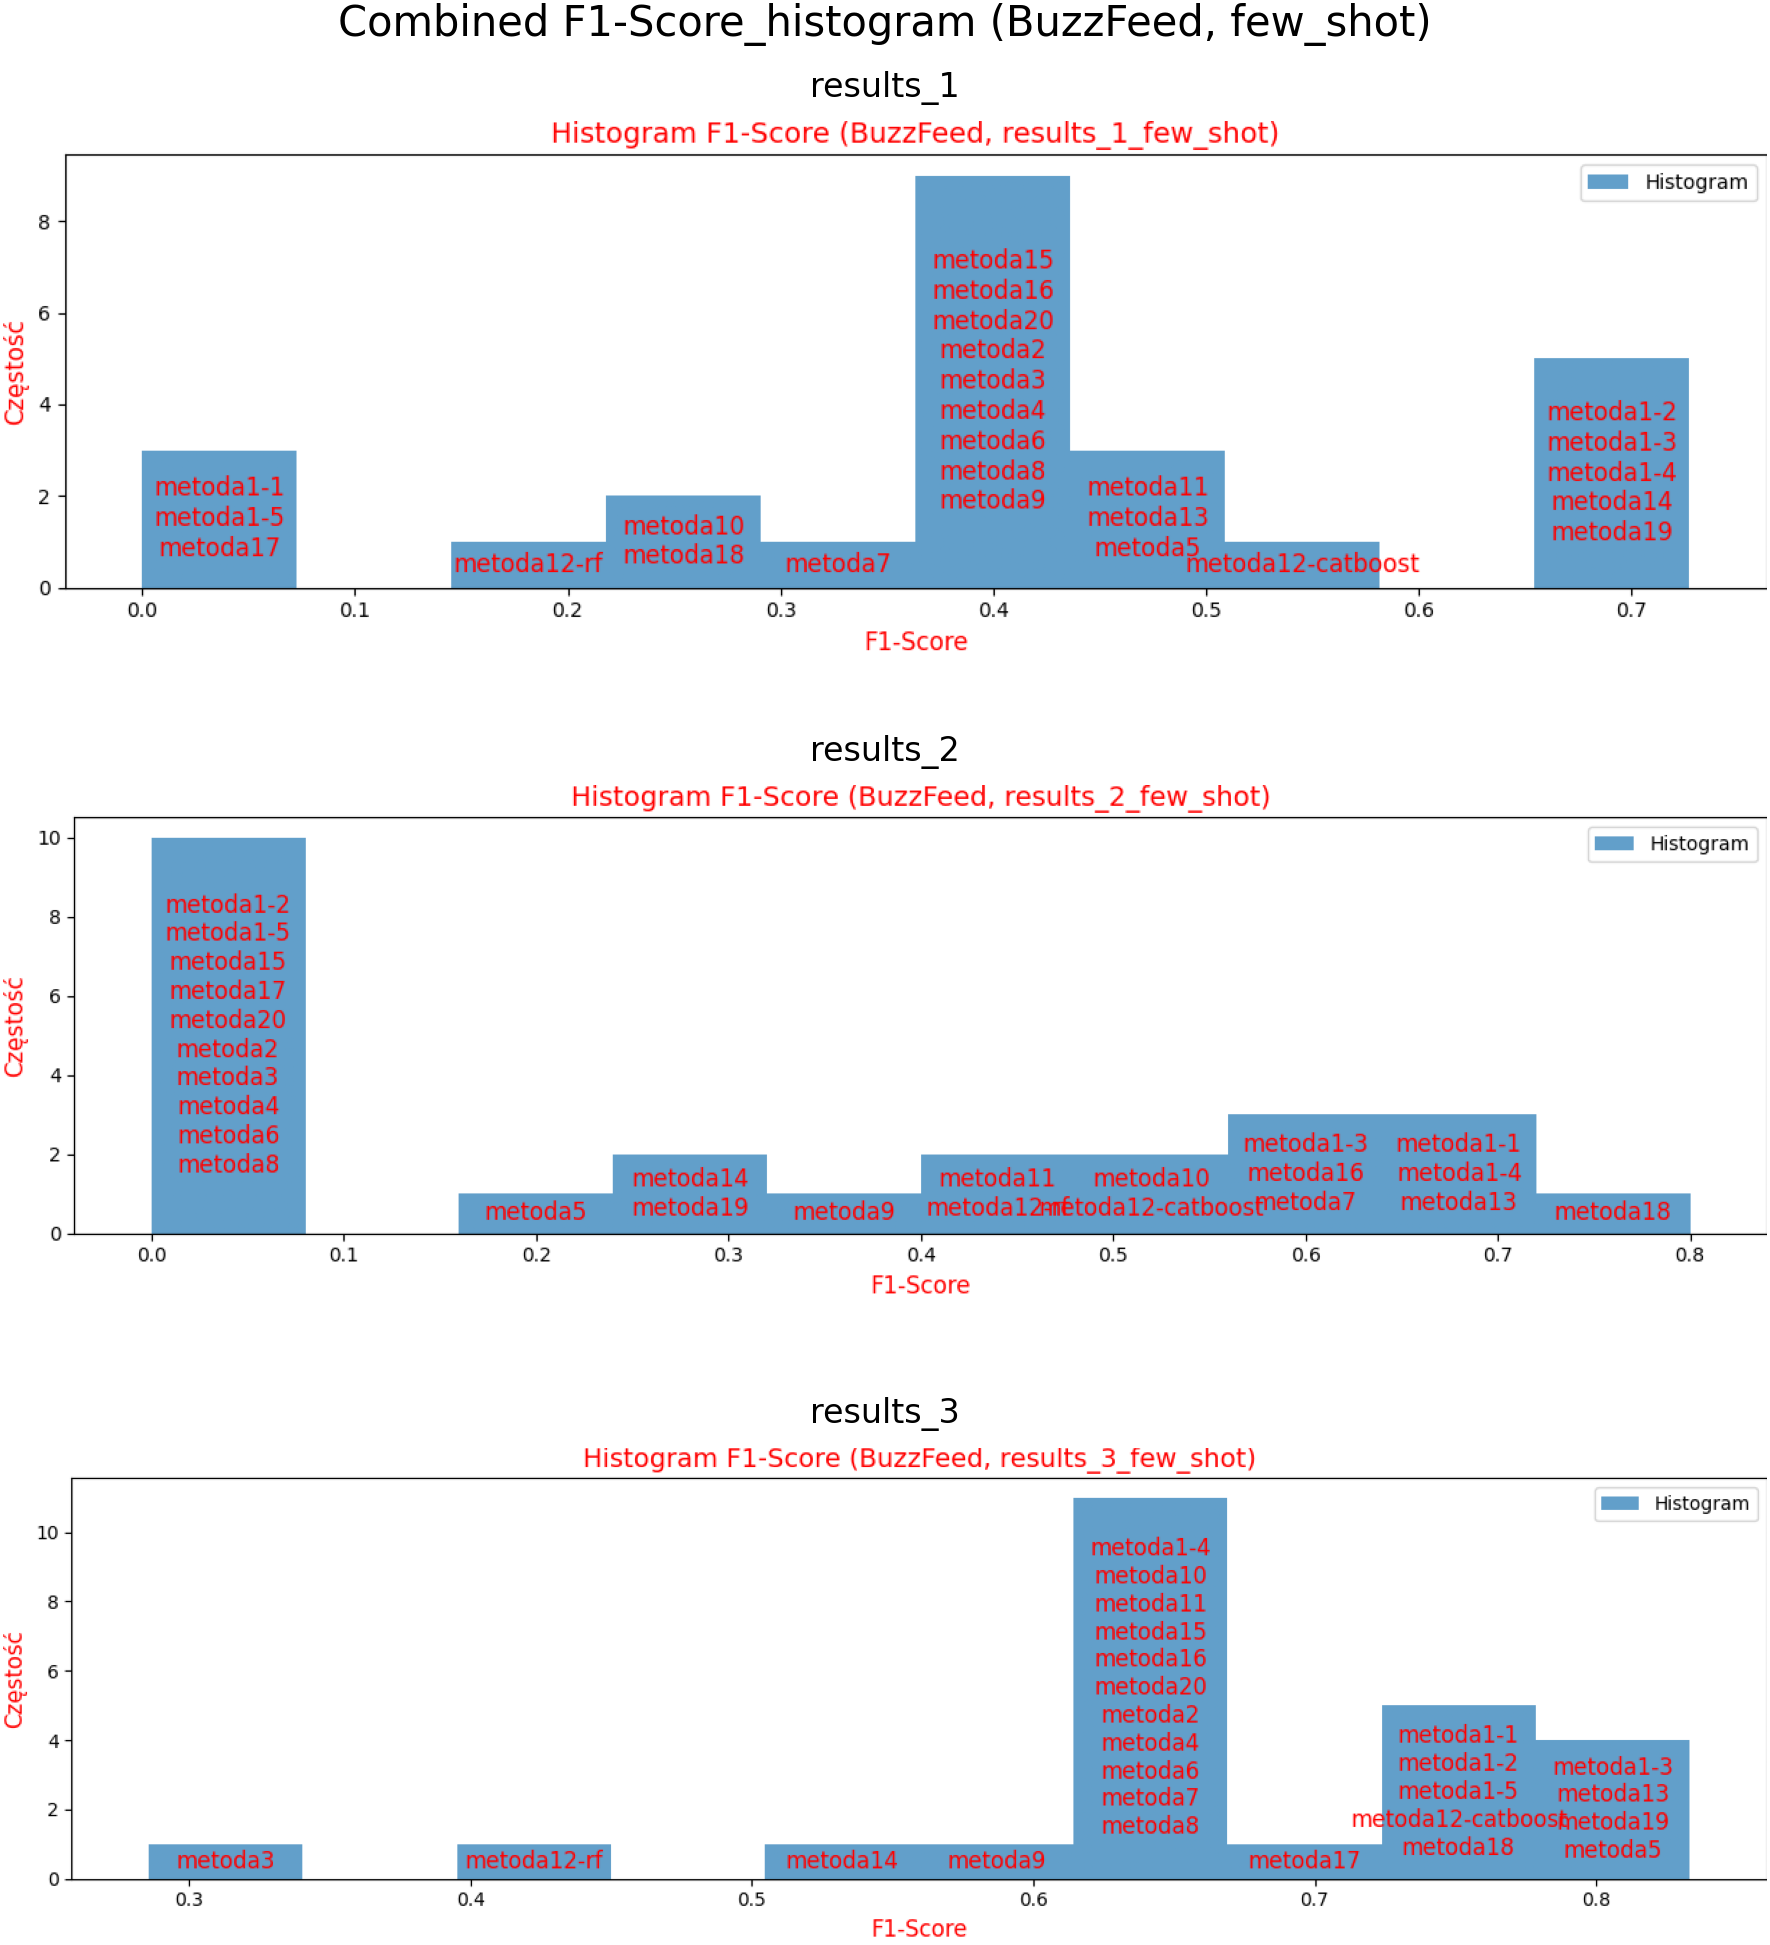 Combined F1-Score_histogram (BuzzFeed, few_shot)
results_1
Histogram F1-Score (BuzzFeed, results_1_few_shot)
Histogram
Częstość
8
6
4
2
0
metoda1-1
metoda1-5
metoda17
metoda12-rf
metoda10
metoda18
metoda7
metoda15
metoda16
metoda20
metoda2
metoda3
metoda4
metoda6
metoda8
metoda9
metoda11
metoda13
metoda5
metoda12-catboost
metoda1-2
metoda1-3
metoda1-4
metoda14
metoda19
0.0 0.1 0.2 0.3 0.4 0.5 0.6 0.7
F1-Score
results_2
Histogram F1-Score (BuzzFeed, results_2_few_shot)
Histogram
Częstość
10
8
6
4
2
0
metoda1-2
metoda1-5
metoda15
metoda17
metoda20
metoda2
metoda3
metoda4
metoda6
metoda8
metoda5
metoda14
metoda19
metoda9
metoda11
metoda12-rf
metoda10
metoda12-catboost
metoda1-3
metoda16
metoda7
metoda1-1
metoda1-4
metoda13
metoda18
0.0 0.1 0.2 0.3 0.4 0.5 0.6 0.7 0.8
F1-Score
results_3
Histogram F1-Score (BuzzFeed, results_3_few_shot)
Histogram
Częstość
10
8
6
4
2
0
metoda3
metoda12-rf
metoda14
metoda9
metoda1-4
metoda10
metoda11
metoda15
metoda16
metoda20
metoda2
metoda4
metoda6
metoda7
metoda8
metoda17
metoda1-1
metoda1-2
metoda1-5
metoda12-catboost
metoda18
metoda1-3
metoda13
metoda19
metoda5
0.3 0.4 0.5 0.6 0.7 0.8
F1-Score